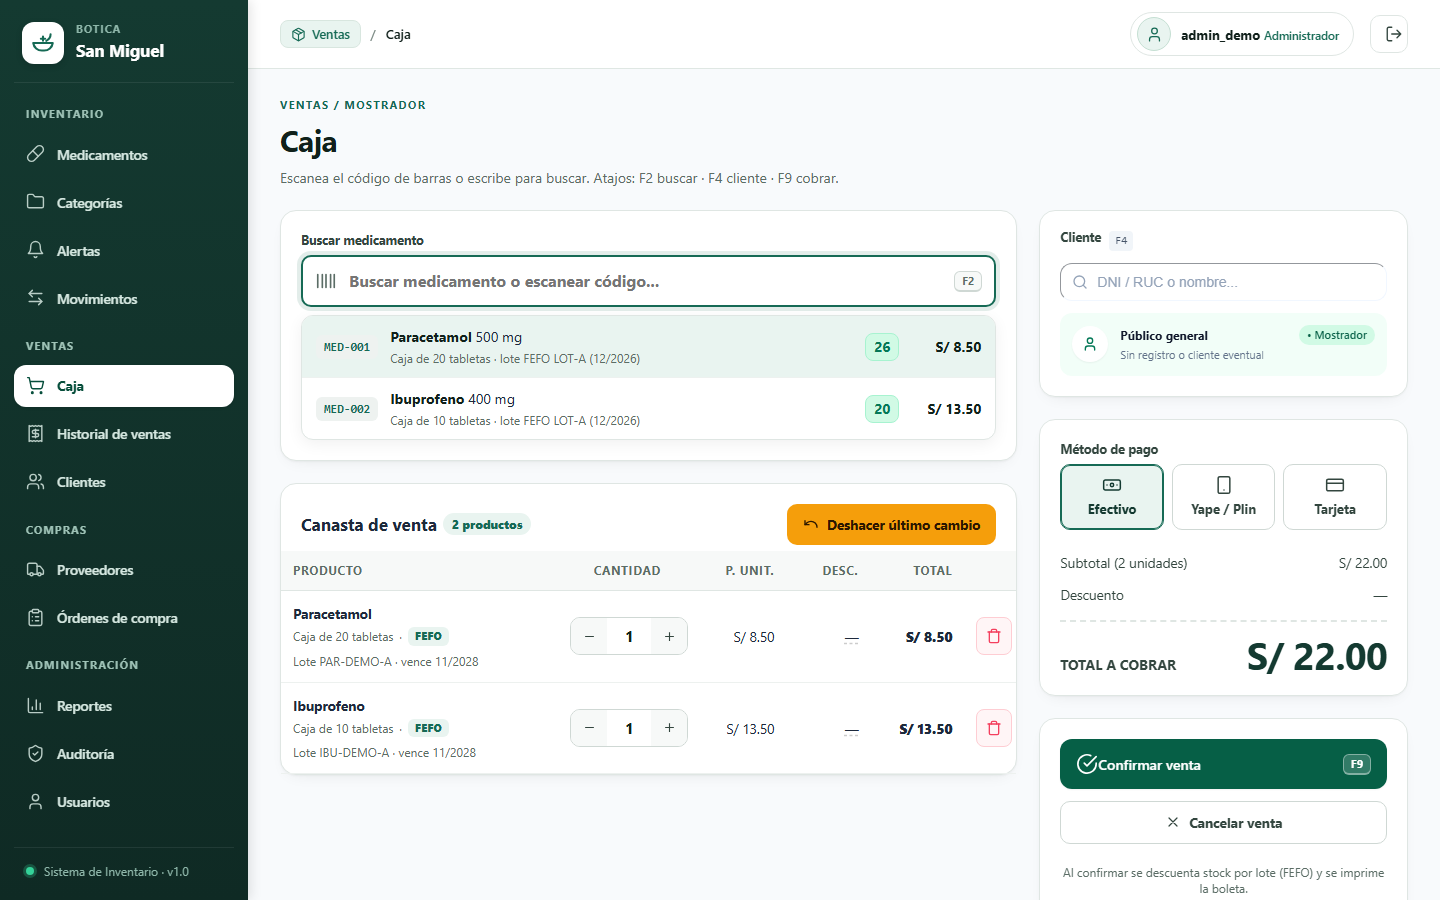 BOTICA
San Miguel
INVENTARIO
Medicamentos
Categorías
Alertas
Movimientos
VENTAS
Caja
Historial de ventas
Clientes
COMPRAS
Proveedores
Órdenes de compra
ADMINISTRACIÓN
Reportes
Auditoría
Usuarios
Sistema de Inventario · v1.0
Ventas / Caja
admin_demo Administrador
VENTAS / MOSTRADOR
Caja
Escanea el código de barras o escribe para buscar. Atajos: F2 buscar · F4 cliente · F9 cobrar.
Buscar medicamento
Buscar medicamento o escanear código... F2
MED-001 Paracetamol 500 mg 26 S/ 8.50
Caja de 20 tabletas · lote FEFO LOT-A (12/2026)
MED-002 Ibuprofeno 400 mg 20 S/ 13.50
Caja de 10 tabletas · lote FEFO LOT-A (12/2026)
Canasta de venta 2 productos Deshacer último cambio
PRODUCTO CANTIDAD P. UNIT. DESC. TOTAL
Paracetamol
Caja de 20 tabletas · FEFO − 1 + S/ 8.50 — S/ 8.50
Lote PAR-DEMO-A · vence 11/2028
Ibuprofeno
Caja de 10 tabletas · FEFO − 1 + S/ 13.50 — S/ 13.50
Lote IBU-DEMO-A · vence 11/2028
Cliente F4
DNI / RUC o nombre...
Público general • Mostrador
Sin registro o cliente eventual
Método de pago
Efectivo Yape / Plin Tarjeta
Subtotal (2 unidades) S/ 22.00
Descuento —
TOTAL A COBRAR S/ 22.00
Confirmar venta F9
Cancelar venta
Al confirmar se descuenta stock por lote (FEFO) y se imprime
la boleta.